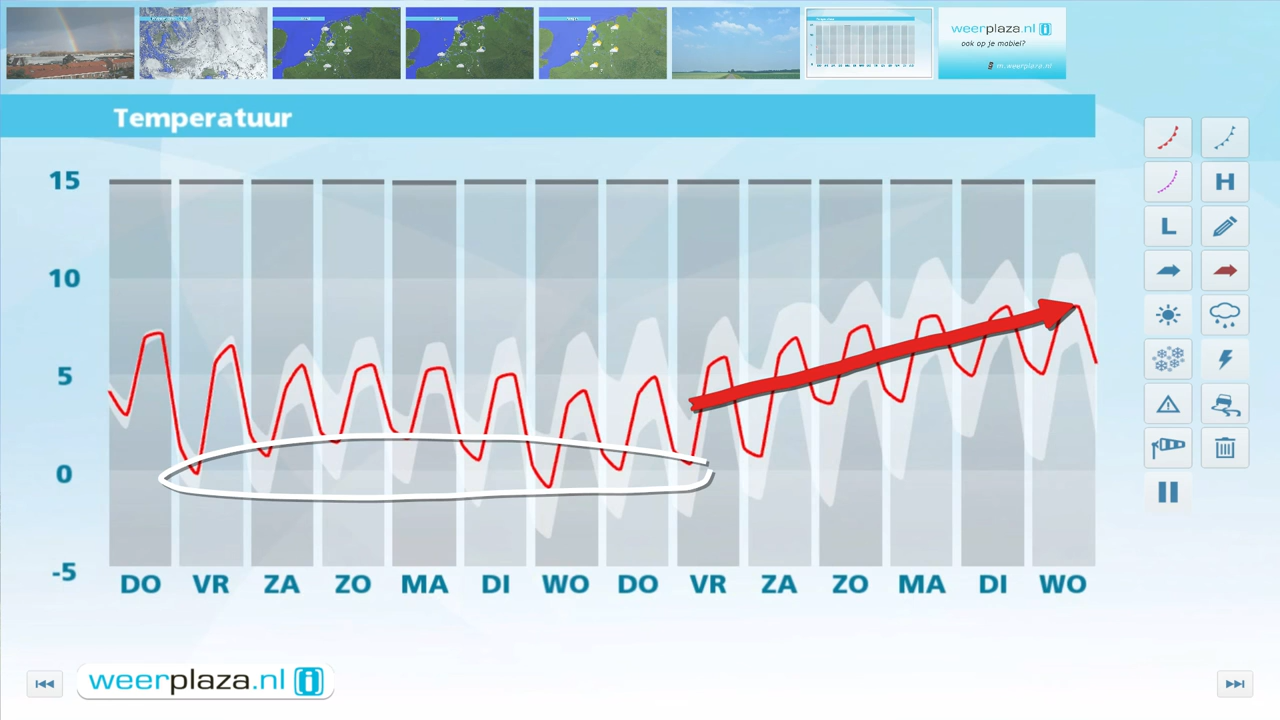 weerplaza.nl
ook op je mobiel?
m.weerplaza.nl
Temperatuur
15
10
5
0
-5
DO VR ZA ZO MA DI WO DO VR ZA ZO MA DI WO
H
L
weerplaza.nl